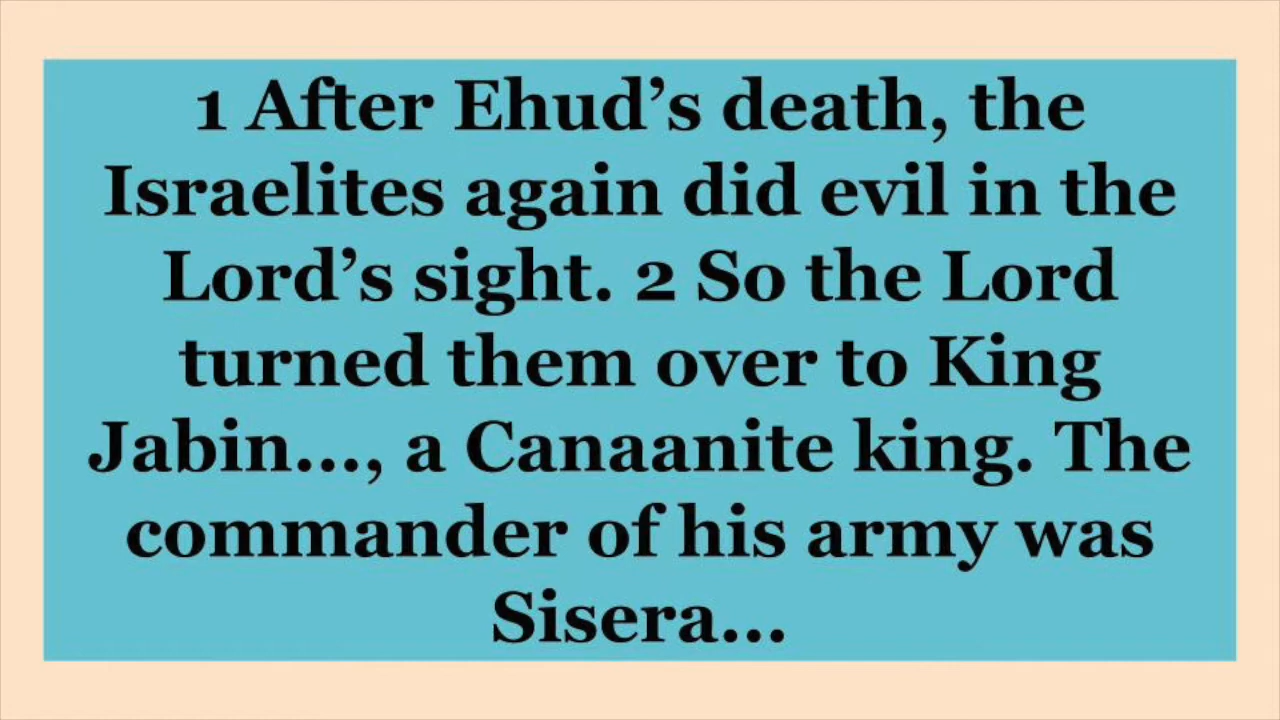 1 After Ehud’s death, the
Israelites again did evil in the
Lord’s sight. 2 So the Lord
turned them over to King
Jabin…, a Canaanite king. The
commander of his army was
Sisera…